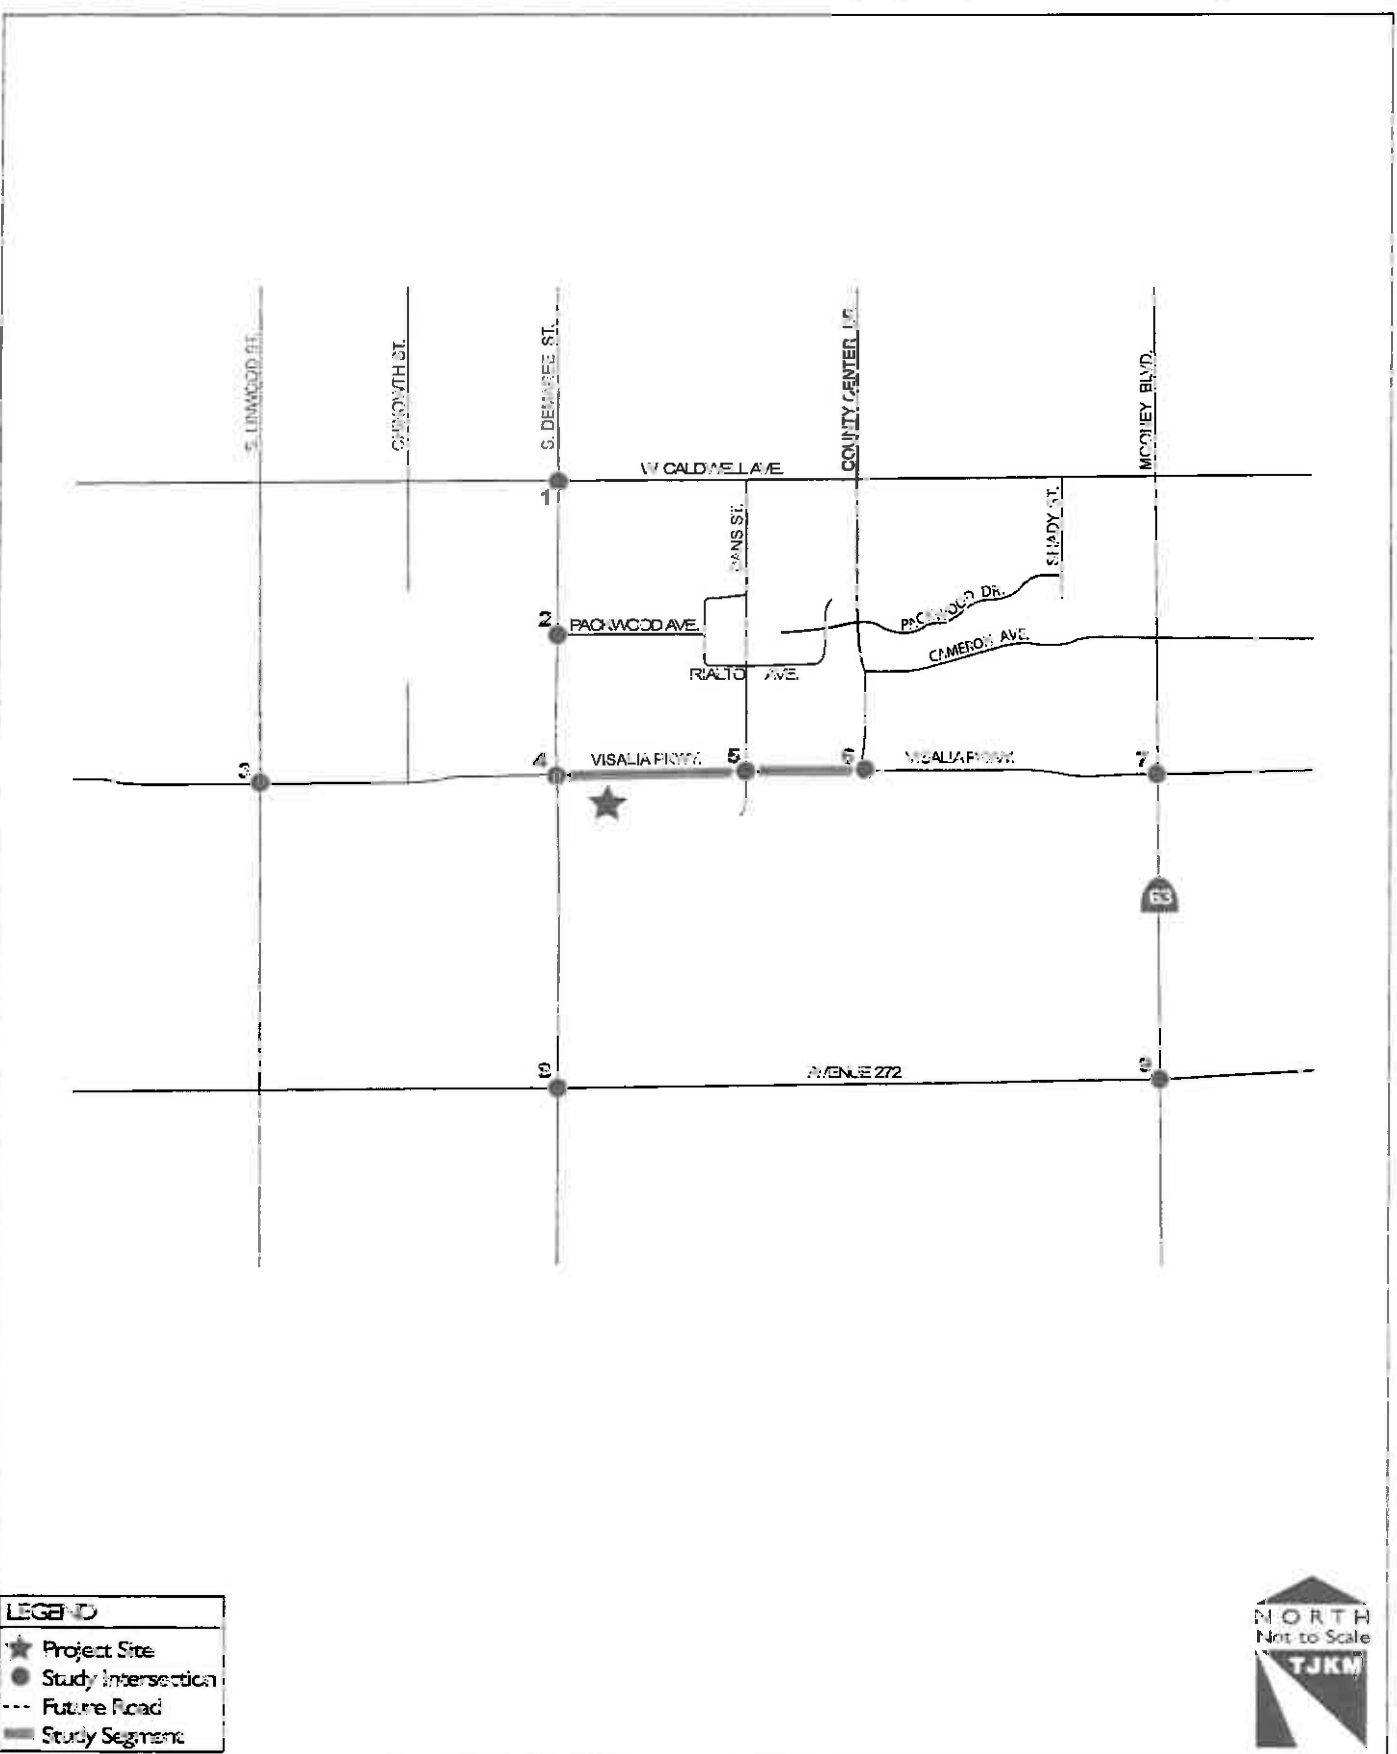 S. LINWOOD ST.
CHINOWTH ST.
S. DEMAREE ST.
COUNTY CENTER DR.
MOONEY BLVD.
W CALDWELL AVE.
1
DANS ST.
SHADY ST.
2
PACKWOOD AVE.
PACKWOOD DR.
CAMERON AVE.
RIALTO AVE.
3
4
VISALIA PKWY.
5
6
VISALIA PKWY.
7
63
AVENUE 272
LEGEND
Project Site
Study Intersection
Future Road
Study Segment
NORTH
Not to Scale
TJKM